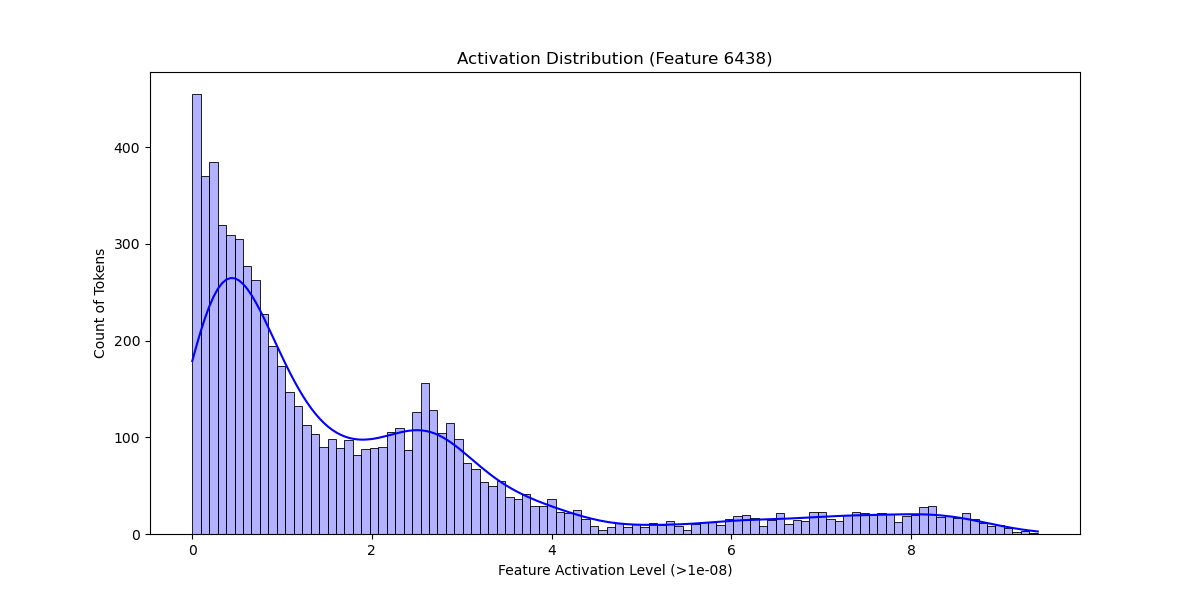 Activation Distribution (Feature 6438)
Count of Tokens
400
300
200
100
0
0 2 4 6 8
Feature Activation Level (>1e-08)